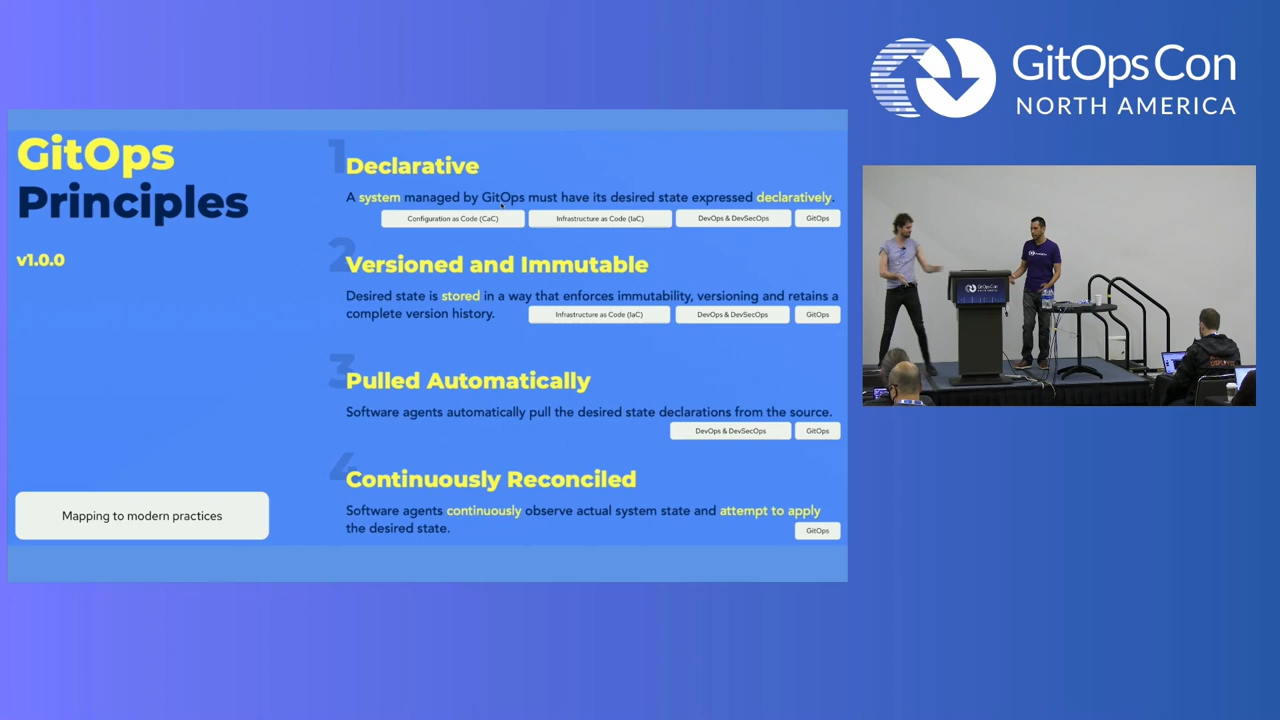 GitOps Con
NORTH AMERICA
GitOps
Principles
v1.0.0
Mapping to modern practices
1
Declarative
A system managed by GitOps must have its desired state expressed declaratively.
Configuration as Code (CaC)
Infrastructure as Code (IaC)
DevOps & DevSecOps
GitOps
2
Versioned and Immutable
Desired state is stored in a way that enforces immutability, versioning and retains a
complete version history.
Infrastructure as Code (IaC)
DevOps & DevSecOps
GitOps
3
Pulled Automatically
Software agents automatically pull the desired state declarations from the source.
DevOps & DevSecOps
GitOps
4
Continuously Reconciled
Software agents continuously observe actual system state and attempt to apply
the desired state.
GitOps
GitOpsCon